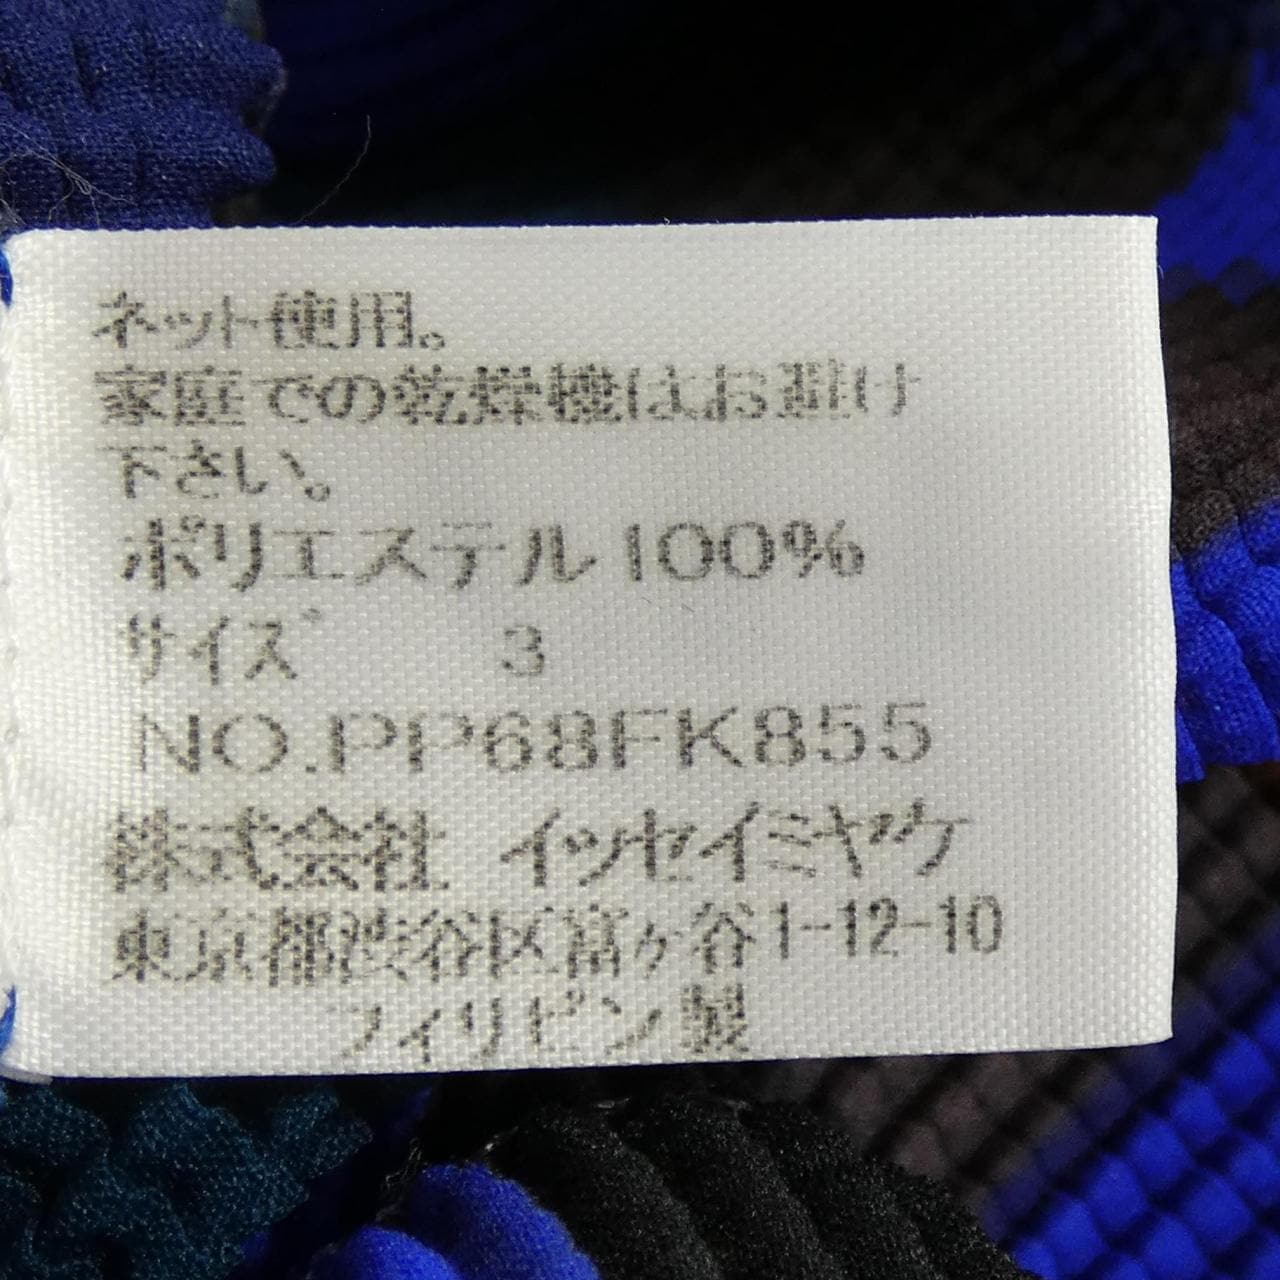 ネット使用。
家庭での乾燥機はお避け
下さい。
ポリエステル100%
サイズ 3
NO.PP68FK855
株式会社 イッセイミヤケ
東京都渋谷区富ヶ谷1-12-10
フィリピン製